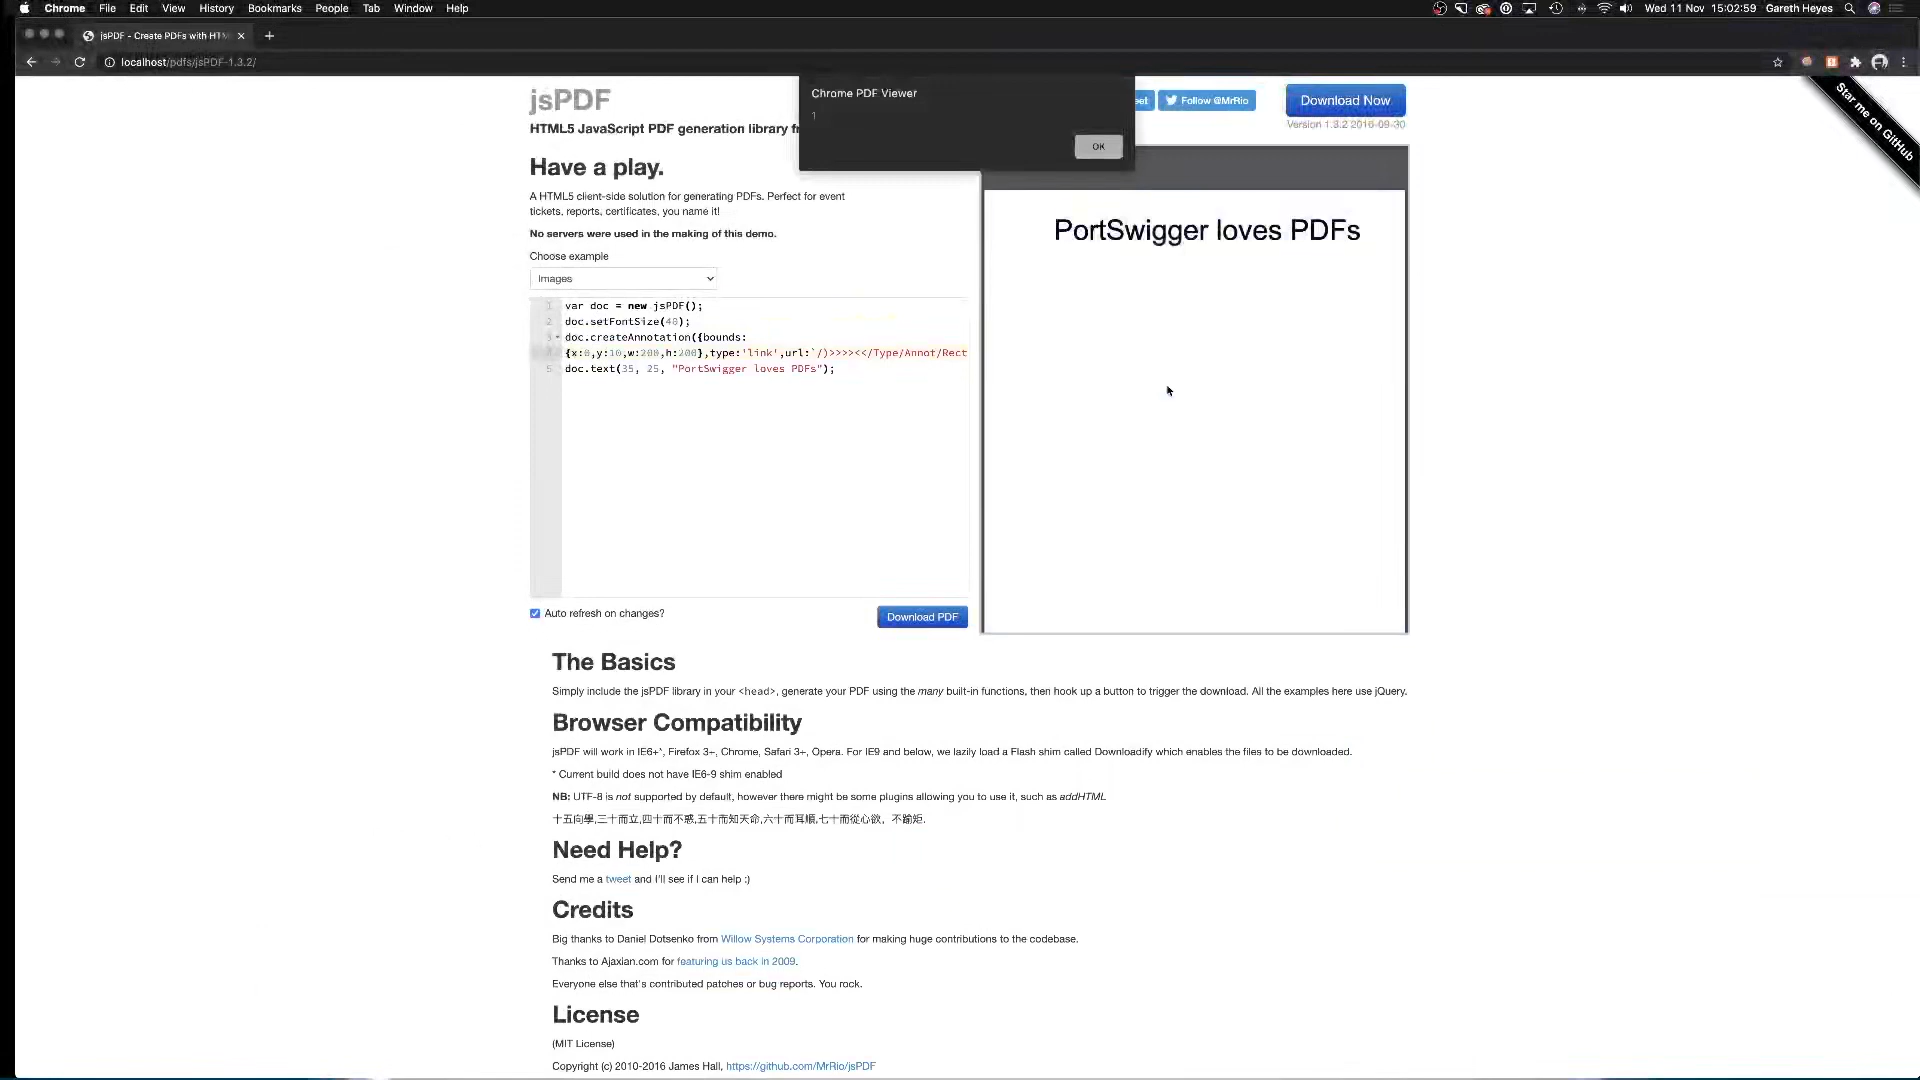 Chrome File Edit View History Bookmarks People Tab Window Help
Wed 11 Nov 15:02:59 Gareth Heyes
jsPDF - Create PDFs with HTM
localhost/pdfs/jsPDF-1.3.2/
jsPDF
HTML5 JavaScript PDF generation library fr
Chrome PDF Viewer
1
OK
et
Follow @MrRio
Download Now
Version 1.3.2 2016-09-30
Star me on GitHub
Have a play.
A HTML5 client-side solution for generating PDFs. Perfect for event
tickets, reports, certificates, you name it!
No servers were used in the making of this demo.
Choose example
Images
1 var doc = new jsPDF();
2 doc.setFontSize(40);
3 doc.createAnnotation({bounds:
{x:0,y:10,w:200,h:200},type:'link',url:`/)>>>><</Type/Annot/Rect
5 doc.text(35, 25, "PortSwigger loves PDFs");
PortSwigger loves PDFs
Auto refresh on changes?
Download PDF
The Basics
Simply include the jsPDF library in your <head>, generate your PDF using the many built-in functions, then hook up a button to trigger the download. All the examples here use jQuery.
Browser Compatibility
jsPDF will work in IE6+*, Firefox 3+, Chrome, Safari 3+, Opera. For IE9 and below, we lazily load a Flash shim called Downloadify which enables the files to be downloaded.
* Current build does not have IE6-9 shim enabled
NB: UTF-8 is not supported by default, however there might be some plugins allowing you to use it, such as addHTML
十五向學,三十而立,四十而不惑,五十而知天命,六十而耳順,七十而從心欲，不踰矩.
Need Help?
Send me a tweet and I'll see if I can help :)
Credits
Big thanks to Daniel Dotsenko from Willow Systems Corporation for making huge contributions to the codebase.
Thanks to Ajaxian.com for featuring us back in 2009.
Everyone else that's contributed patches or bug reports. You rock.
License
(MIT License)
Copyright (c) 2010-2016 James Hall, https://github.com/MrRio/jsPDF